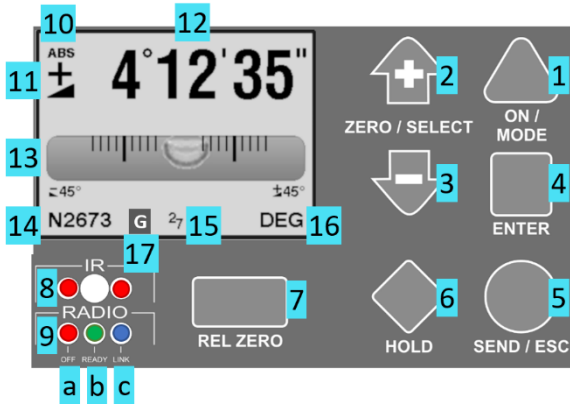 10
12
ABS
11
±
4°12'35"
2
1
ZERO / SELECT
ON /
MODE
13
3
4
∓45°
±45°
14
N2673
G
27
15
DEG
16
ENTER
17
8
IR
9
RADIO
7
6
5
OFF
READY
LINK
REL ZERO
HOLD
SEND / ESC
a
b
c